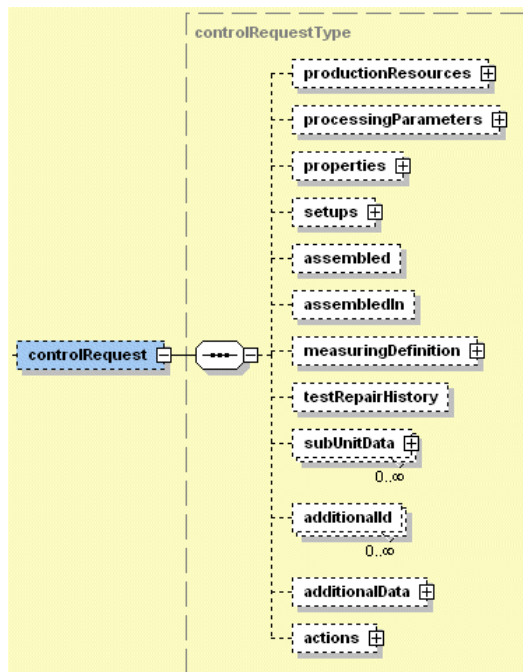 controlRequestType
productionResources
processingParameters
properties
setups
assembled
assembledIn
controlRequest
measuringDefinition
testRepairHistory
subUnitData
0..∞
additionalId
0..∞
additionalData
actions